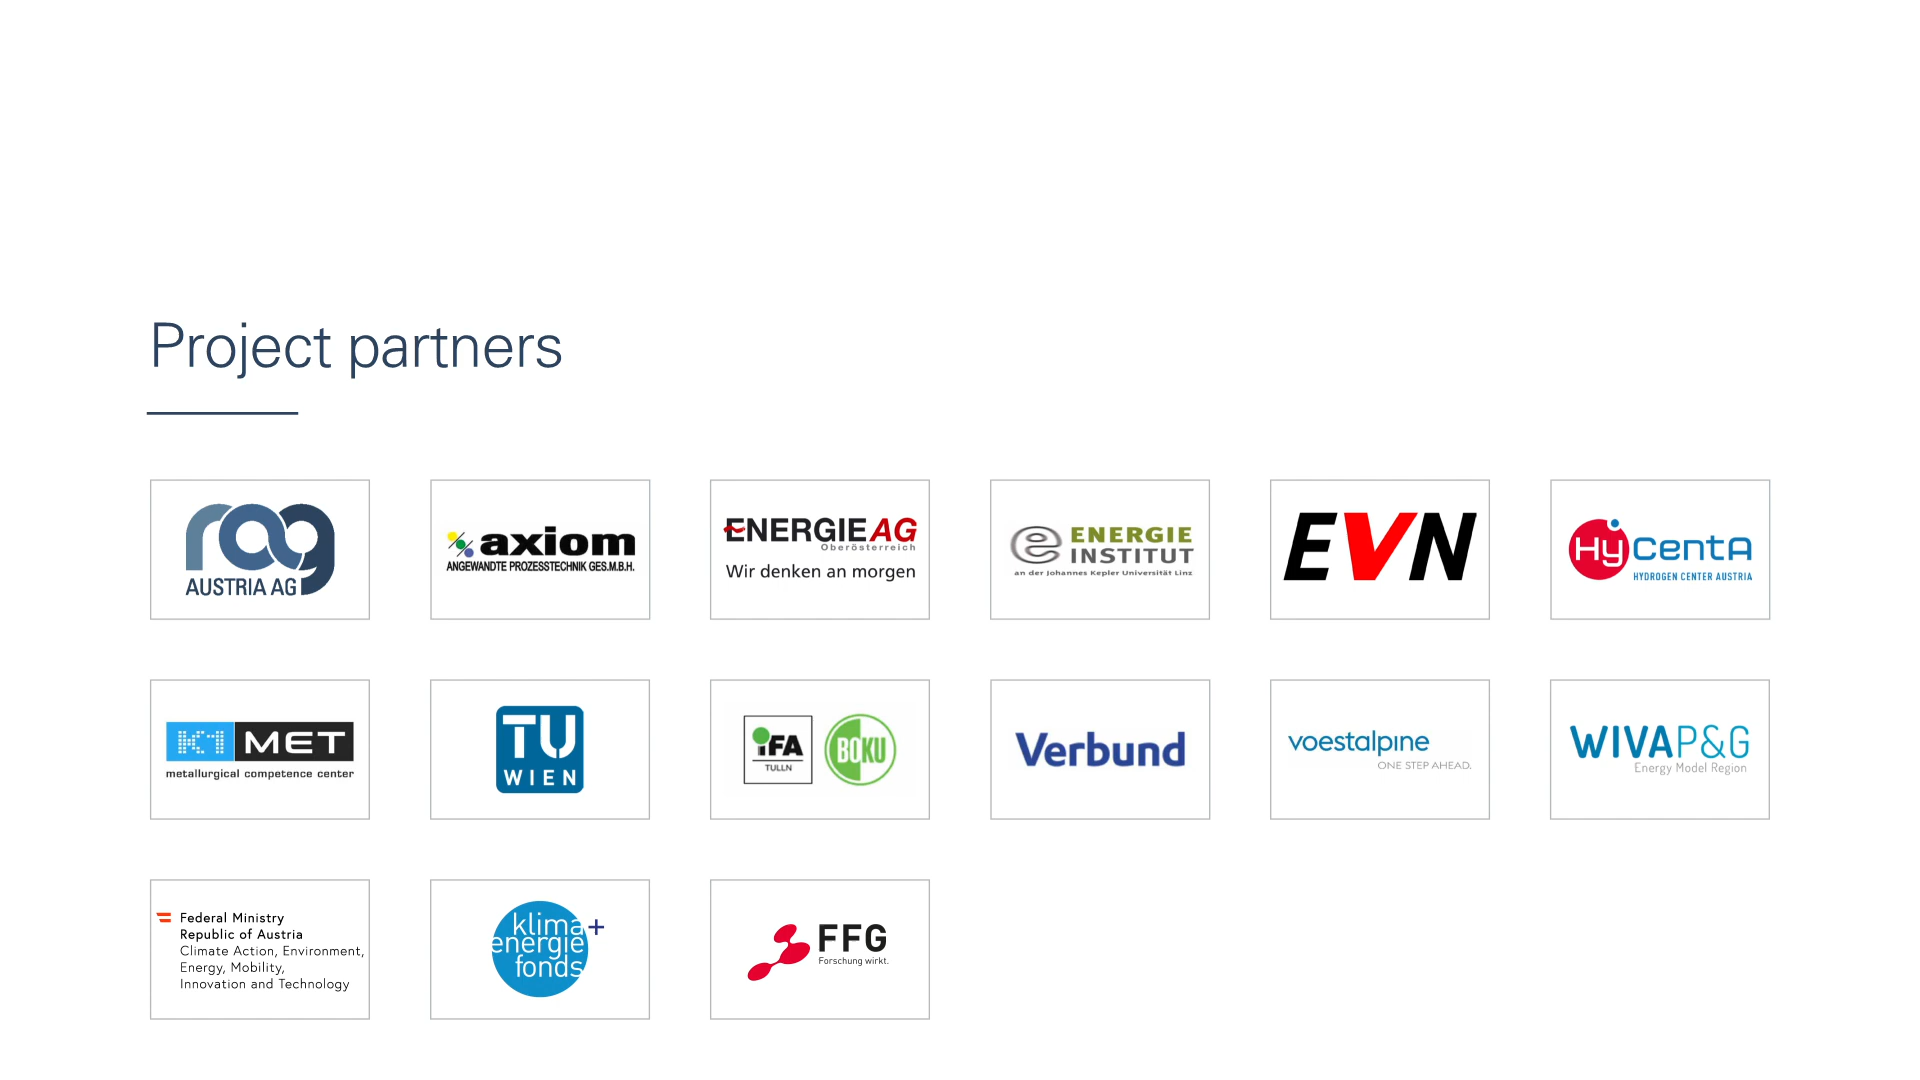 Project partners
rag
AUSTRIA AG
axiom
ANGEWANDTE PROZESSTECHNIK GES.M.B.H.
ENERGIE AG
Oberösterreich
Wir denken an morgen
e ENERGIE
INSTITUT
an der Johannes Kepler Universität Linz
EVN
HyCentA
HYDROGEN CENTER AUSTRIA
K1 MET
metallurgical competence center
TU
WIEN
iFA
TULLN
BOKU
Verbund
voestalpine
ONE STEP AHEAD.
WIVA P&G
Energy Model Region
Federal Ministry
Republic of Austria
Climate Action, Environment,
Energy, Mobility,
Innovation and Technology
klima+
energie
fonds
FFG
Forschung wirkt.